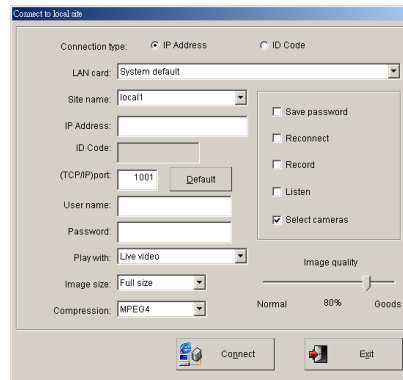 Connect to local site
Connection type: IP Address ID Code
LAN card: System default
Site name: local1
Save password
IP Address:
Reconnect
ID Code:
Record
(TCP/IP)port: 1001 Default
Listen
User name:
Select cameras
Password:
Play with: Live video
Image quality
Image size: Full size
Normal 80% Goods
Compression: MPEG4
Connect Exit